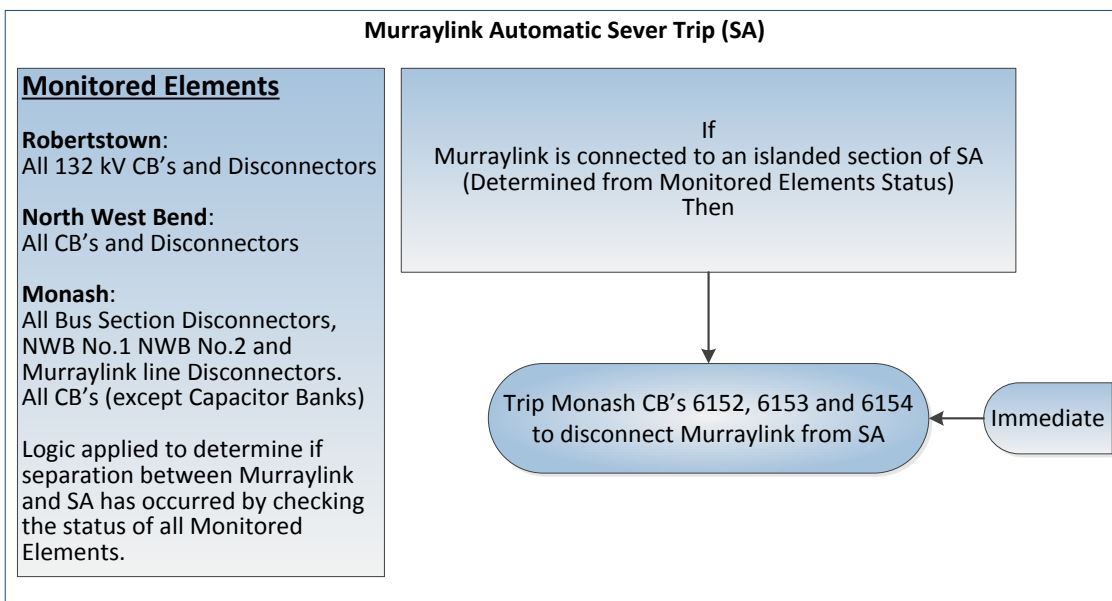 Murraylink Automatic Sever Trip (SA)
Monitored Elements
Robertstown:
All 132 kV CB’s and Disconnectors
North West Bend:
All CB’s and Disconnectors
Monash:
All Bus Section Disconnectors,
NWB No.1 NWB No.2 and
Murraylink line Disconnectors.
All CB’s (except Capacitor Banks)
Logic applied to determine if
separation between Murraylink
and SA has occurred by checking
the status of all Monitored
Elements.
If
Murraylink is connected to an islanded section of SA
(Determined from Monitored Elements Status)
Then
Trip Monash CB’s 6152, 6153 and 6154
to disconnect Murraylink from SA
Immediate